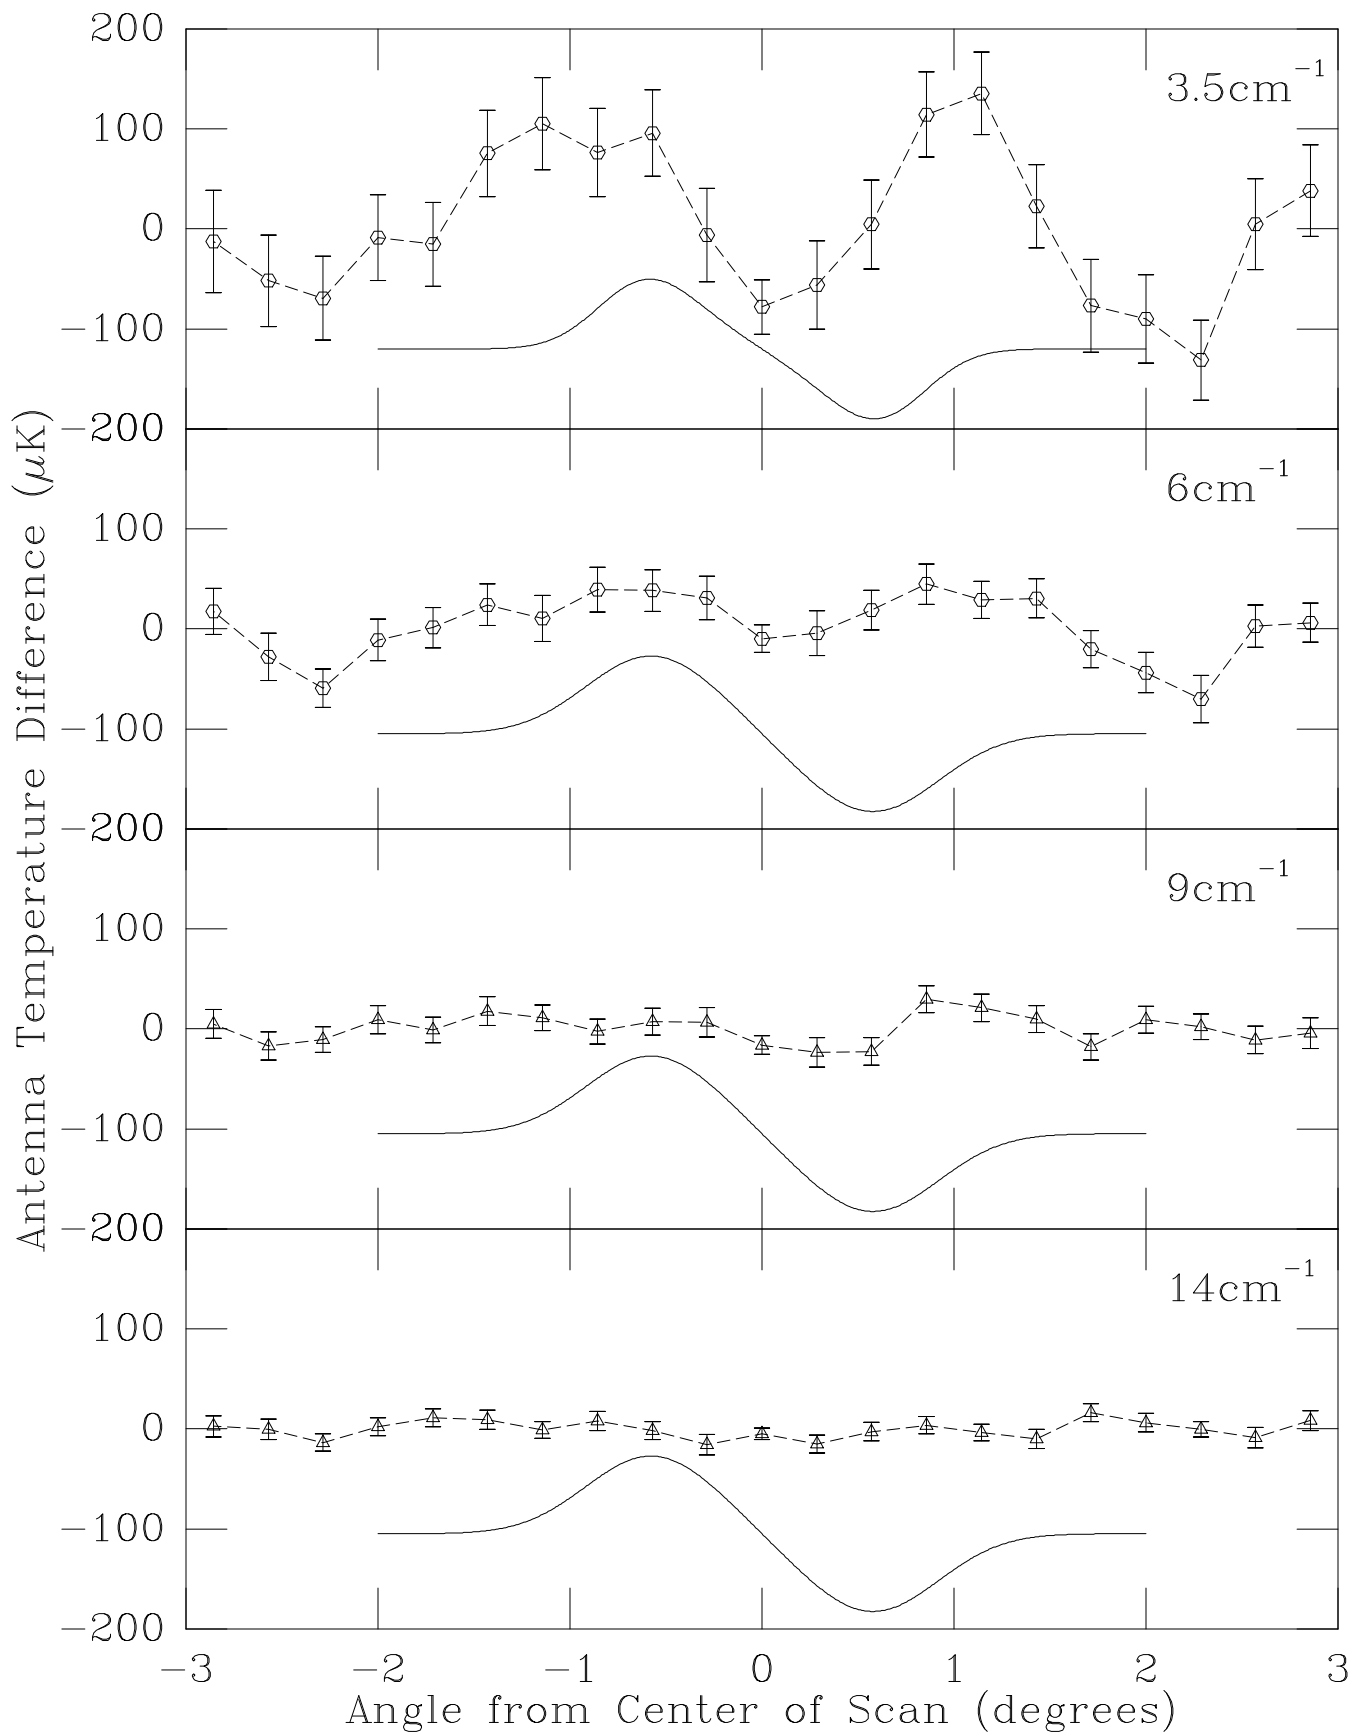 Antenna Temperature Difference (μK)
200
3.5cm⁻¹
100
0
−100
−200
6cm⁻¹
100
0
−100
−200
9cm⁻¹
100
0
−100
−200
14cm⁻¹
100
0
−100
−200
−3 −2 −1 0 1 2 3
Angle from Center of Scan (degrees)